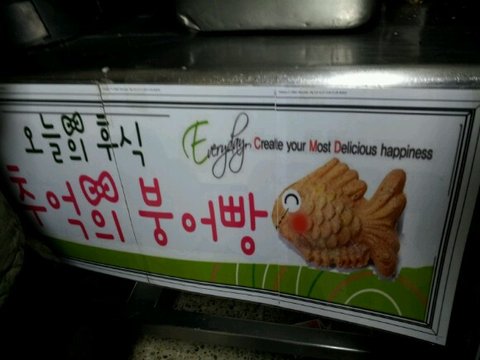 오늘의 후식
Everyday Create your Most Delicious happiness
추억의 붕어빵